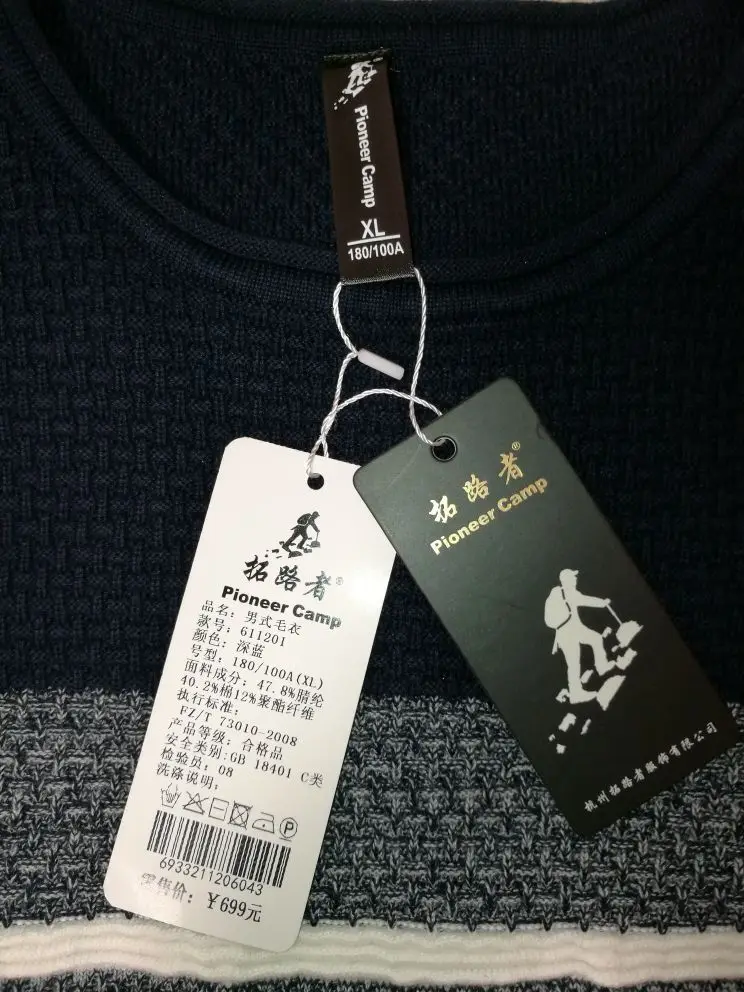 Pioneer Camp
XL
180/100A
拓路者®
Pioneer Camp
品名: 男式毛衣
款号: 611201
颜色: 深蓝
号型: 180/100A(XL)
面料成分: 47.8%腈纶
40.2%棉12%聚酯纤维
执行标准:
FZ/T 73010-2008
产品等级: 合格品
安全类别:GB 18401 C类
检验员: 08
洗涤说明:
P
6933211206043
零售价: ¥699元
拓路者®
Pioneer Camp
杭州拓路者服饰有限公司